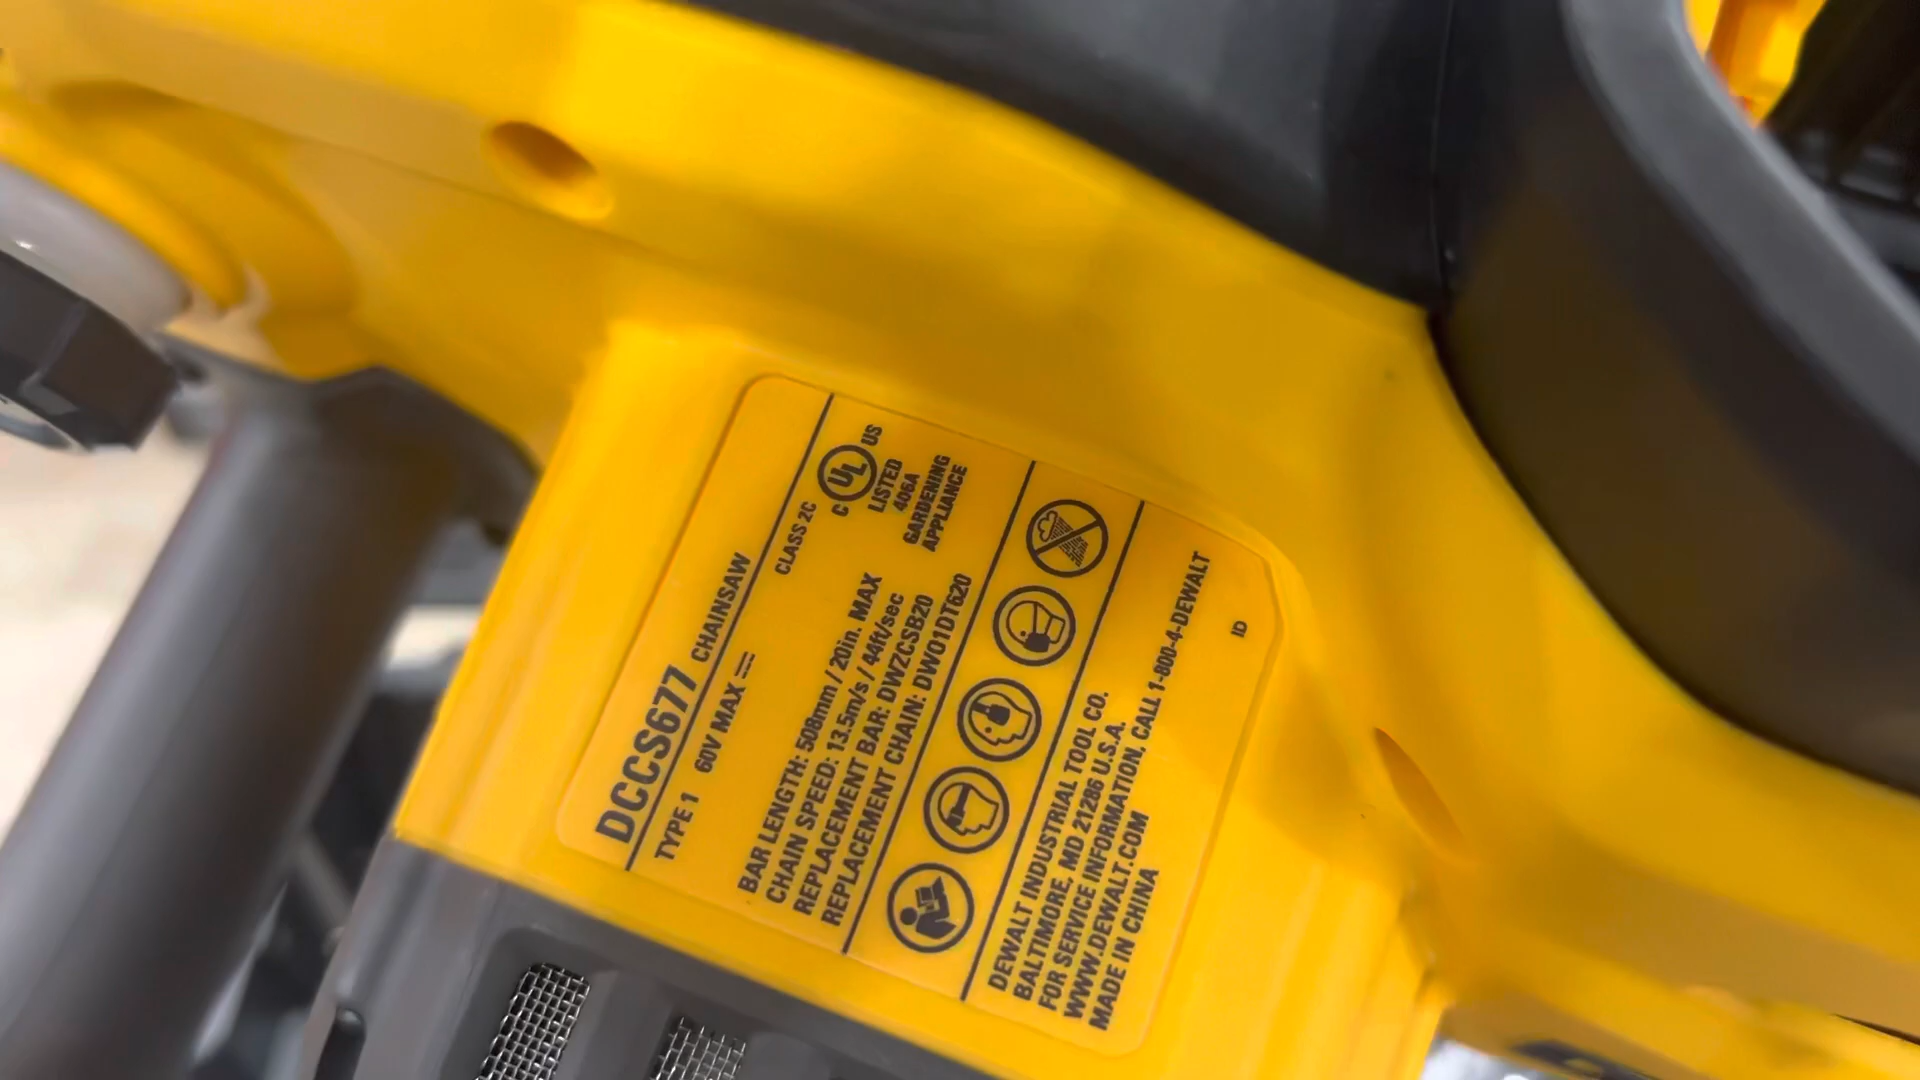 DCCS677 CHAINSAW
TYPE 1 60V MAX CLASS 2C
C UL US
LISTED
406A
GARDENING
APPLIANCE
BAR LENGTH: 508mm / 20in. MAX
CHAIN SPEED: 13.5m/s / 44ft/sec
REPLACEMENT BAR: DWZCSB20
REPLACEMENT CHAIN: DWO1DT620
DEWALT INDUSTRIAL TOOL CO.
BALTIMORE, MD 21286 U.S.A.
FOR SERVICE INFORMATION, CALL 1-800-4-DEWALT
WWW.DEWALT.COM
MADE IN CHINA
ID